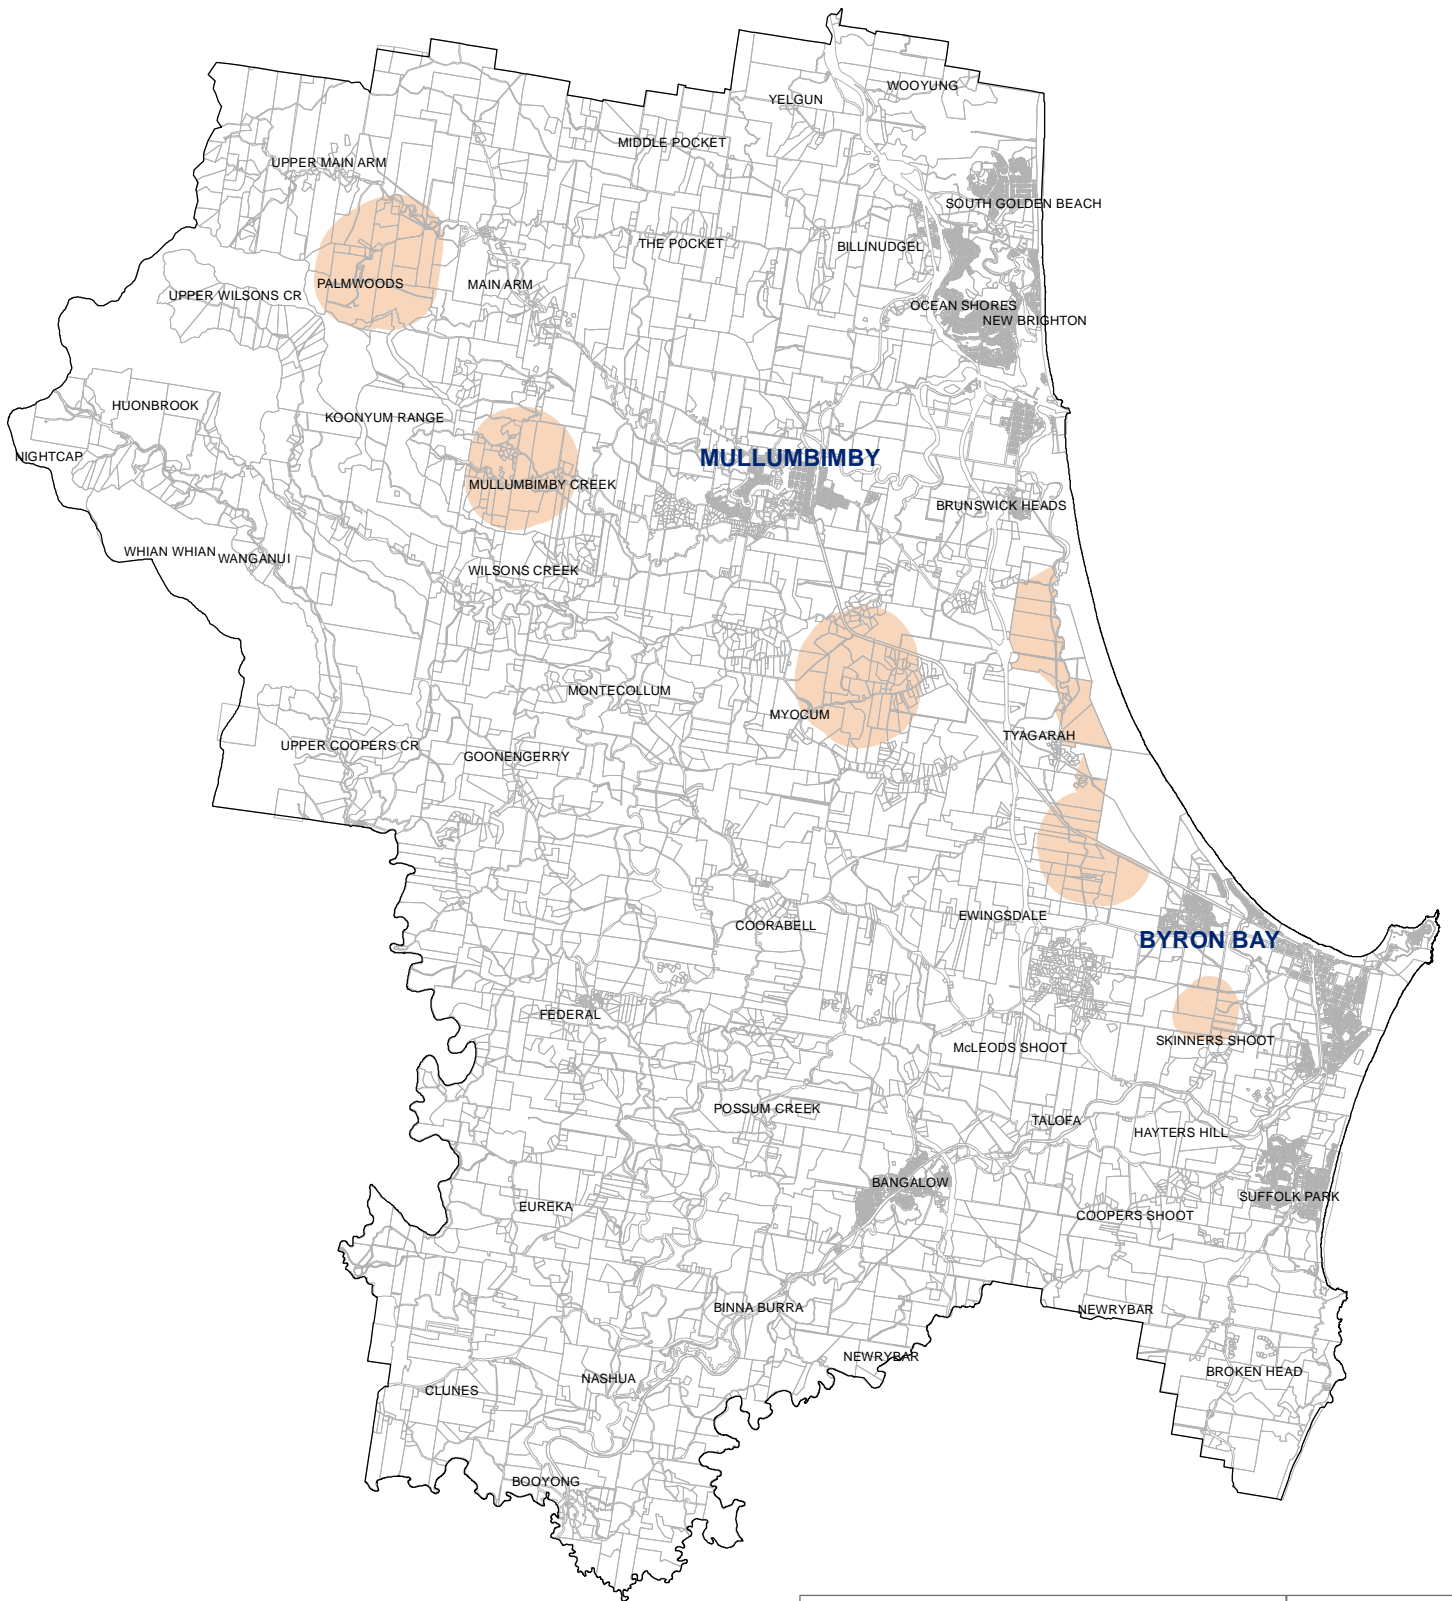 WOOYUNG
YELGUN
MIDDLE POCKET
UPPER MAIN ARM
SOUTH GOLDEN BEACH
THE POCKET
BILLINUDGEL
PALMWOODS
MAIN ARM
UPPER WILSONS CR
OCEAN SHORES
NEW BRIGHTON
HUONBROOK
KOONYUM RANGE
NIGHTCAP
MULLUMBIMBY
MULLUMBIMBY CREEK
BRUNSWICK HEADS
WHIAN WHIAN
WANGANUI
WILSONS CREEK
MONTECOLLUM
MYOCUM
TYAGARAH
UPPER COOPERS CR
GOONENGERRY
EWINGSDALE
COORABELL
BYRON BAY
FEDERAL
SKINNERS SHOOT
McLEODS SHOOT
POSSUM CREEK
TALOFA
HAYTERS HILL
BANGALOW
SUFFOLK PARK
EUREKA
COOPERS SHOOT
BINNA BURRA
NEWRYBAR
NEWRYBAR
BROKEN HEAD
NASHUA
CLUNES
BOOYONG